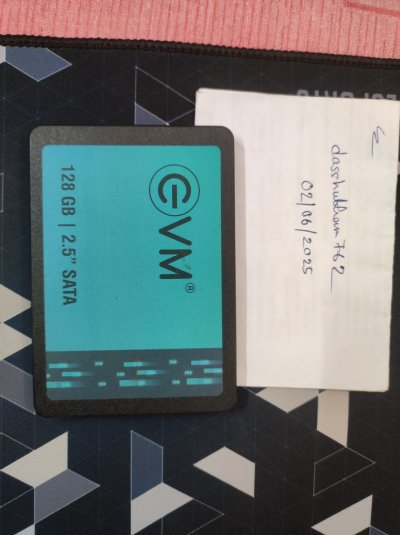 EVM®
128 GB | 2.5" SATA
dasshubham762
02/06/2025